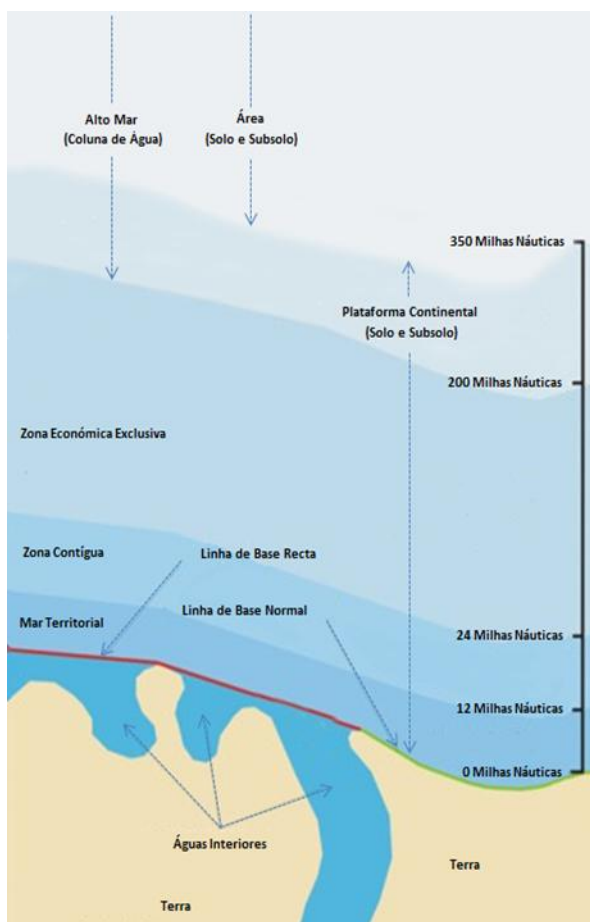 Alto Mar
(Coluna de Água)
Área
(Solo e Subsolo)
350 Milhas Náuticas
Plataforma Continental
(Solo e Subsolo)
200 Milhas Náuticas
Zona Económica Exclusiva
Zona Contígua
Linha de Base Recta
Linha de Base Normal
Mar Territorial
24 Milhas Náuticas
12 Milhas Náuticas
0 Milhas Náuticas
Águas Interiores
Terra
Terra